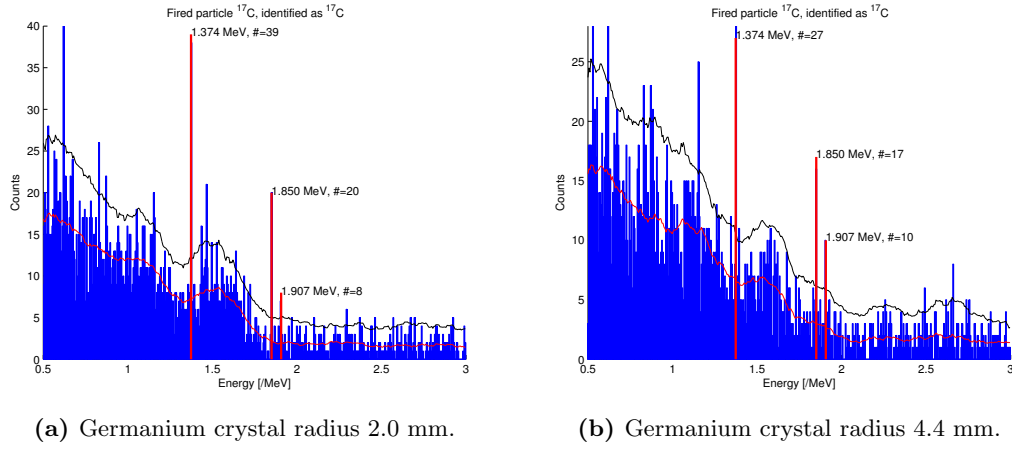 Fired particle ¹⁷C, identified as ¹⁷C
40
35
30
25
20
15
10
5
0
Counts
1.374 MeV, #=39
1.850 MeV, #=20
1.907 MeV, #=8
0.5 1 1.5 2 2.5 3
Energy [/MeV]
(a) Germanium crystal radius 2.0 mm.
Fired particle ¹⁷C, identified as ¹⁷C
25
20
15
10
5
0
Counts
1.374 MeV, #=27
1.850 MeV, #=17
1.907 MeV, #=10
0.5 1 1.5 2 2.5 3
Energy [/MeV]
(b) Germanium crystal radius 4.4 mm.